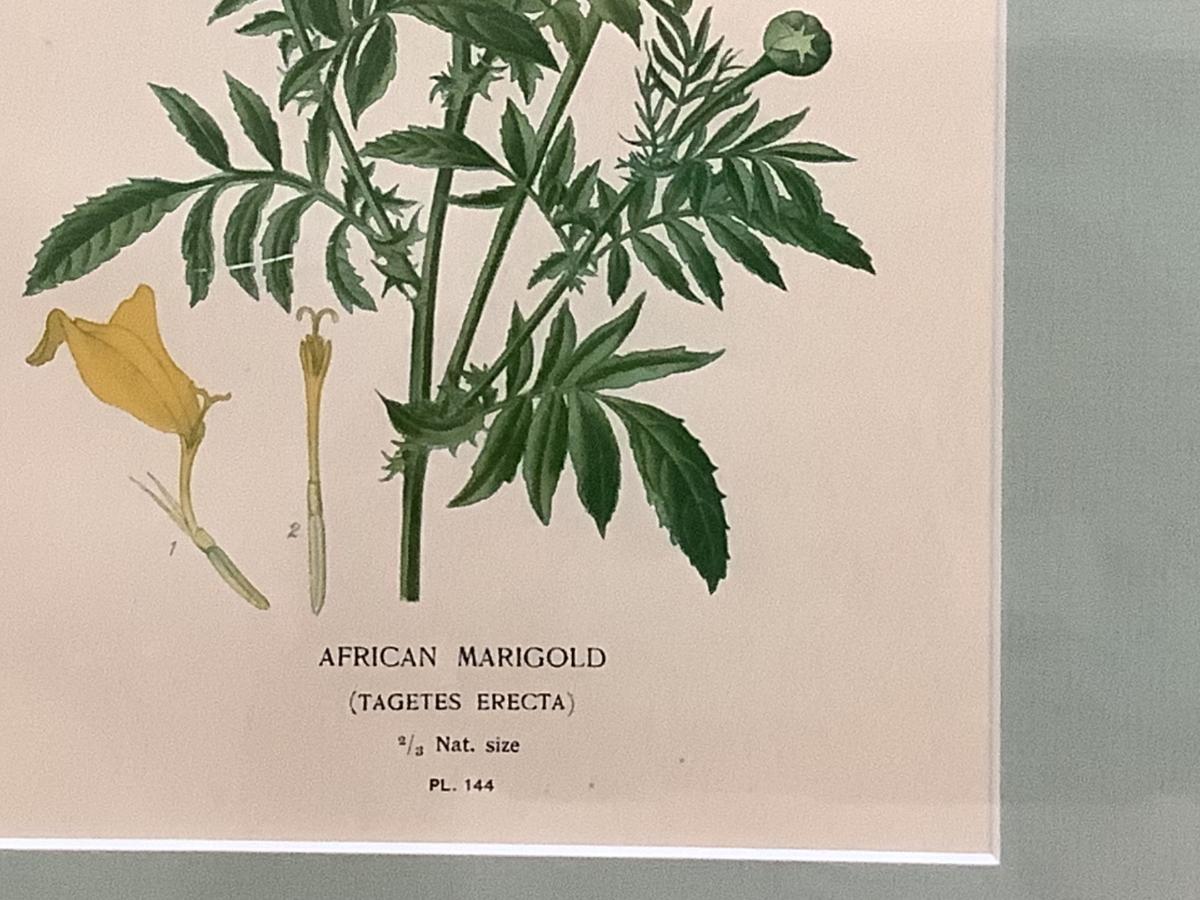 1
2
AFRICAN MARIGOLD
(TAGETES ERECTA)
2/3 Nat. size
PL. 144